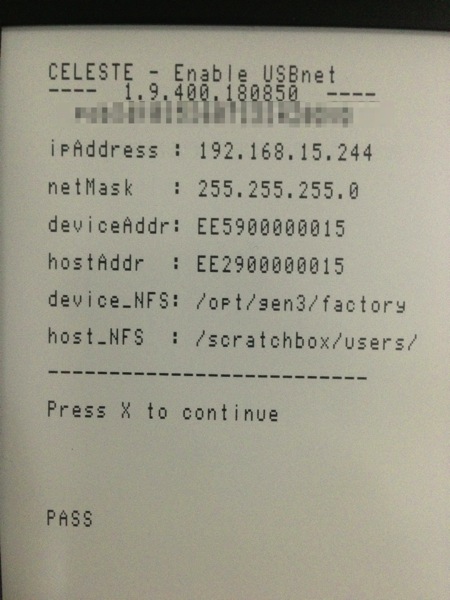 CELESTE - Enable USBnet
---- 1.9.400.180850 ----
ipAddress : 192.168.15.244
netMask : 255.255.255.0
deviceAddr: EE5900000015
hostAddr : EE2900000015
device_NFS: /opt/gen3/factory
host_NFS : /scratchbox/users/
---------------------------
Press X to continue
PASS